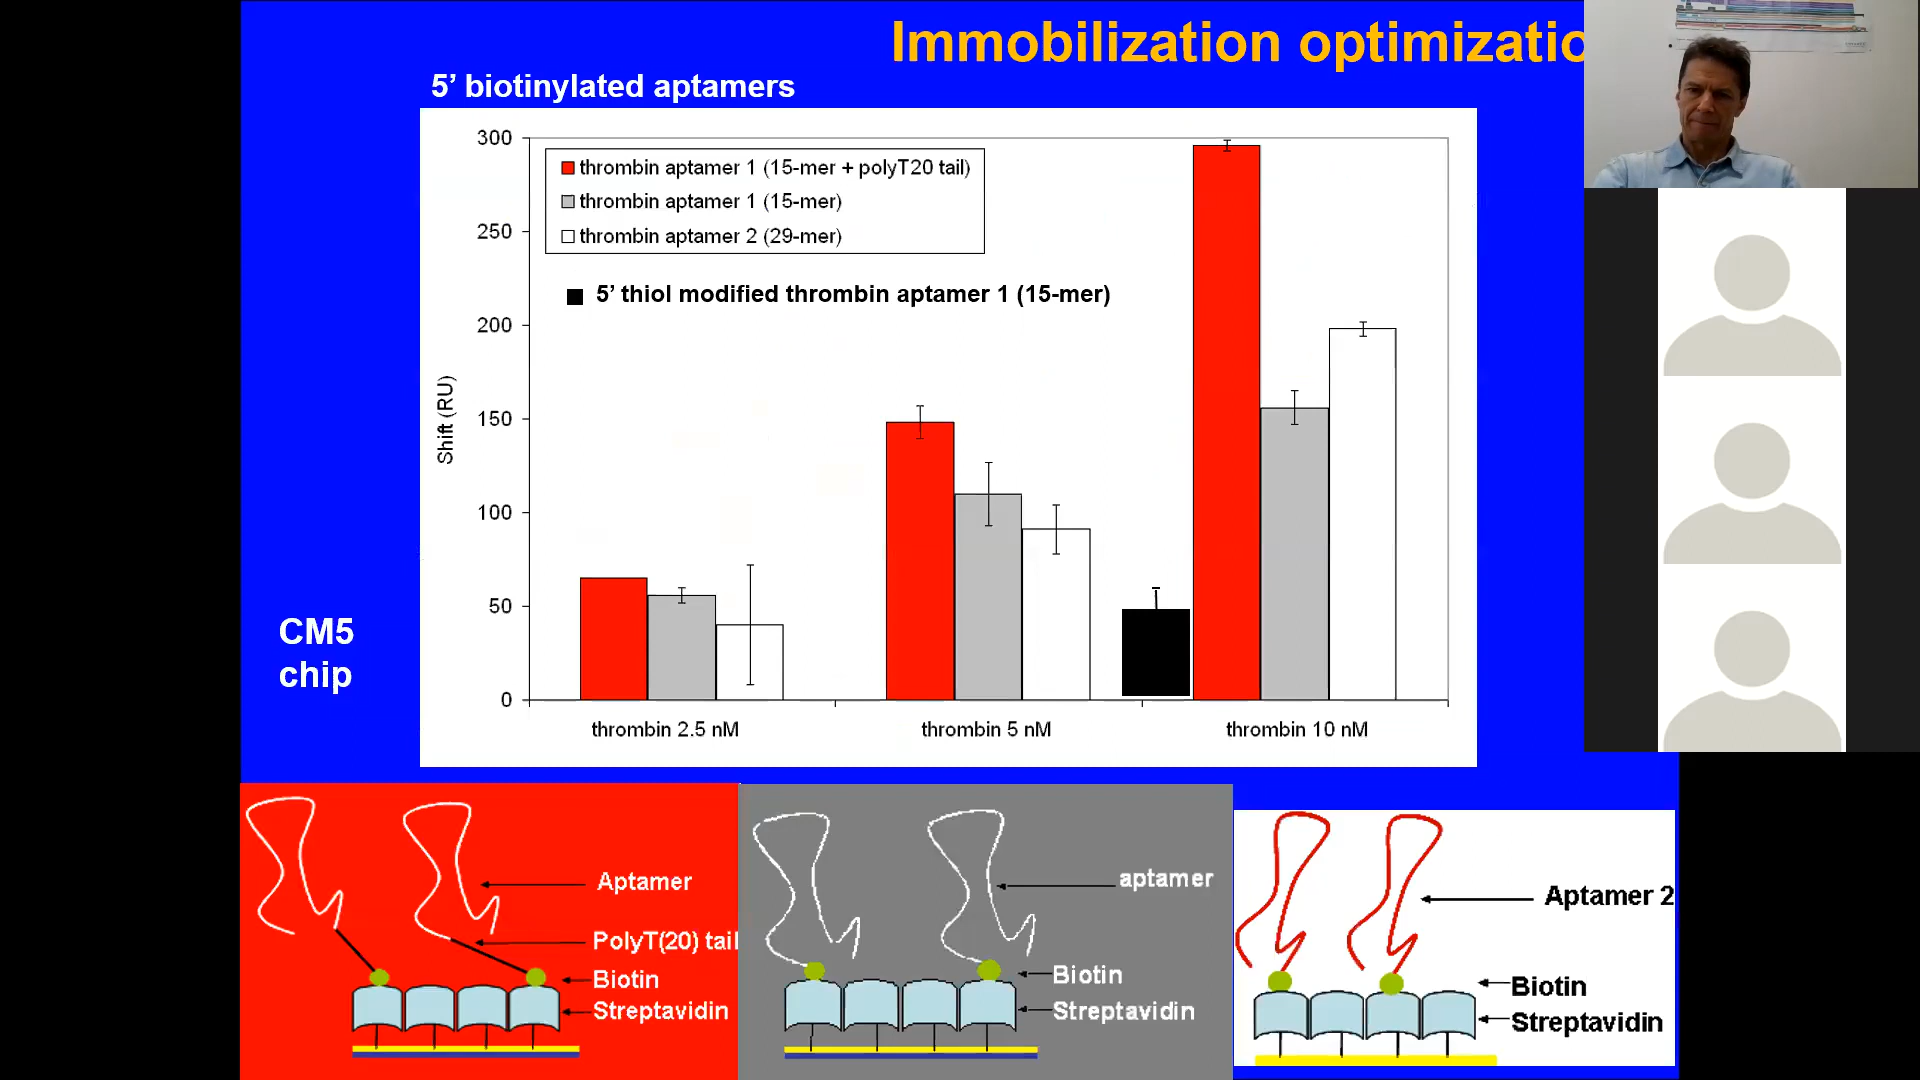 Immobilization optimizatio
5’ biotinylated aptamers
300
250
200
150
100
50
0
Shift (RU)
thrombin aptamer 1 (15-mer + polyT20 tail)
thrombin aptamer 1 (15-mer)
thrombin aptamer 2 (29-mer)
5’ thiol modified thrombin aptamer 1 (15-mer)
thrombin 2.5 nM
thrombin 5 nM
thrombin 10 nM
CM5
chip
Aptamer
PolyT(20) tail
Biotin
Streptavidin
aptamer
Biotin
Streptavidin
Aptamer 2
Biotin
Streptavidin